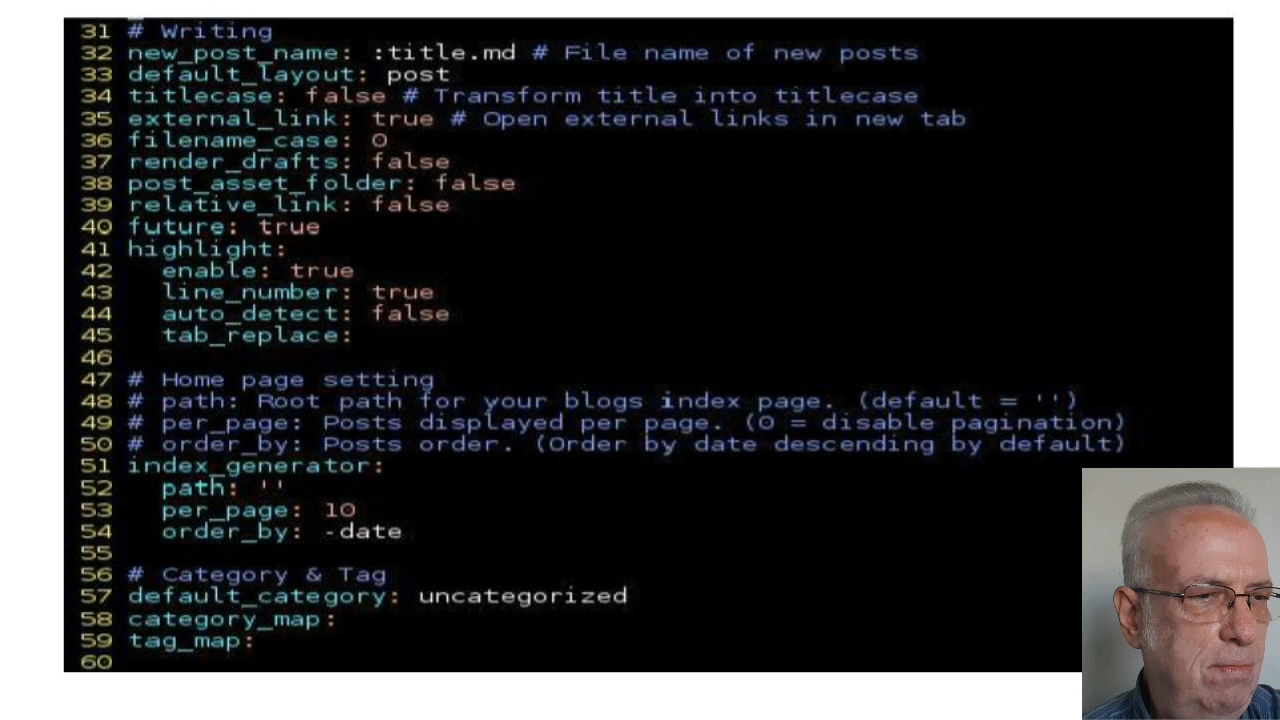 31 # Writing
32 new_post_name: :title.md # File name of new posts
33 default_layout: post
34 titlecase: false # Transform title into titlecase
35 external_link: true # Open external links in new tab
36 filename_case: 0
37 render_drafts: false
38 post_asset_folder: false
39 relative_link: false
40 future: true
41 highlight:
42   enable: true
43   line_number: true
44   auto_detect: false
45   tab_replace:
46
47 # Home page setting
48 # path: Root path for your blogs index page. (default = '')
49 # per_page: Posts displayed per page. (0 = disable pagination)
50 # order_by: Posts order. (Order by date descending by default)
51 index_generator:
52   path: ''
53   per_page: 10
54   order_by: -date
55
56 # Category & Tag
57 default_category: uncategorized
58 category_map:
59 tag_map:
60